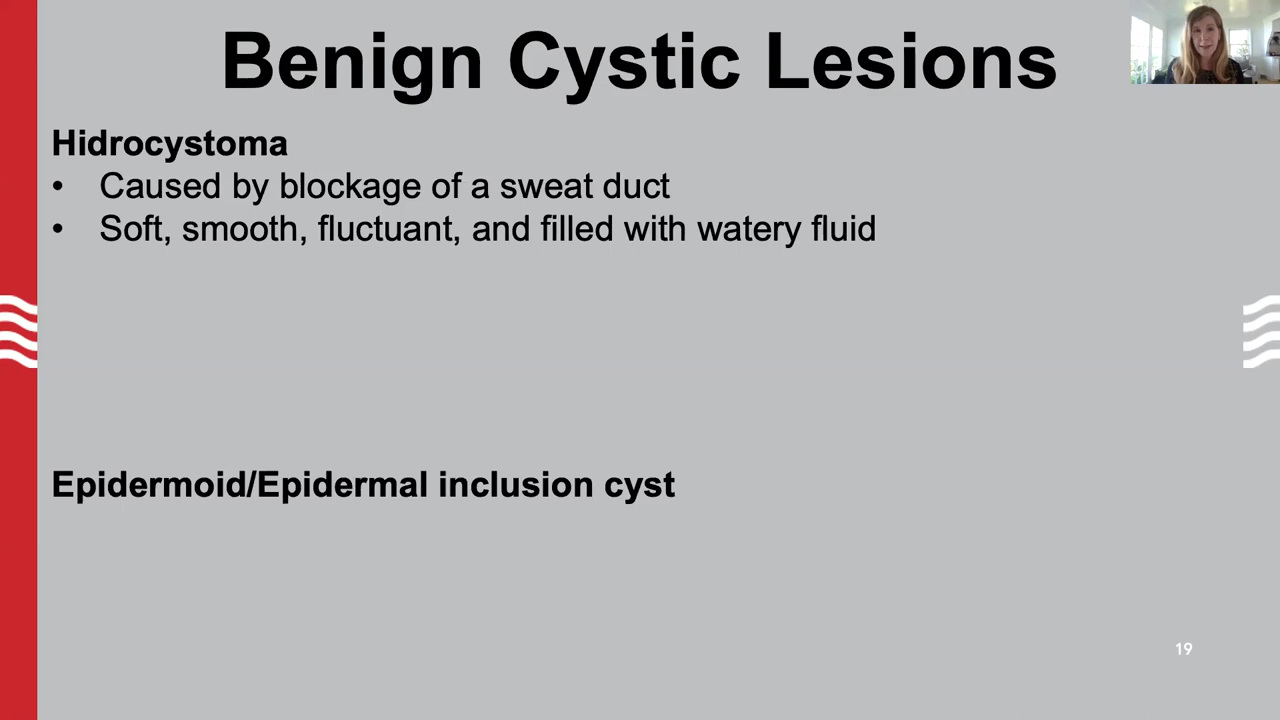 Benign Cystic Lesions
Hidrocystoma
• Caused by blockage of a sweat duct
• Soft, smooth, fluctuant, and filled with watery fluid
Epidermoid/Epidermal inclusion cyst
19